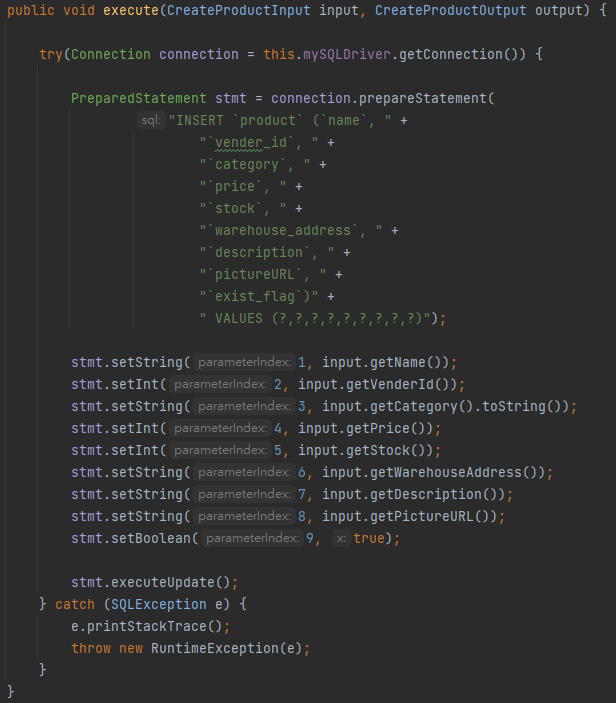 public void execute(CreateProductInput input, CreateProductOutput output) {
try(Connection connection = this.mySQLDriver.getConnection()) {
PreparedStatement stmt = connection.prepareStatement(
sql: "INSERT `product` (`name`, " +
"`vender_id`, " +
"`category`, " +
"`price`, " +
"`stock`, " +
"`warehouse_address`, " +
"`description`, " +
"`pictureURL`, " +
"`exist_flag`)" +
" VALUES (?,?,?,?,?,?,?,?,?)");
stmt.setString( parameterIndex: 1, input.getName());
stmt.setInt( parameterIndex: 2, input.getVenderId());
stmt.setString( parameterIndex: 3, input.getCategory().toString());
stmt.setInt( parameterIndex: 4, input.getPrice());
stmt.setInt( parameterIndex: 5, input.getStock());
stmt.setString( parameterIndex: 6, input.getWarehouseAddress());
stmt.setString( parameterIndex: 7, input.getDescription());
stmt.setString( parameterIndex: 8, input.getPictureURL());
stmt.setBoolean( parameterIndex: 9, x: true);
stmt.executeUpdate();
} catch (SQLException e) {
e.printStackTrace();
throw new RuntimeException(e);
}
}